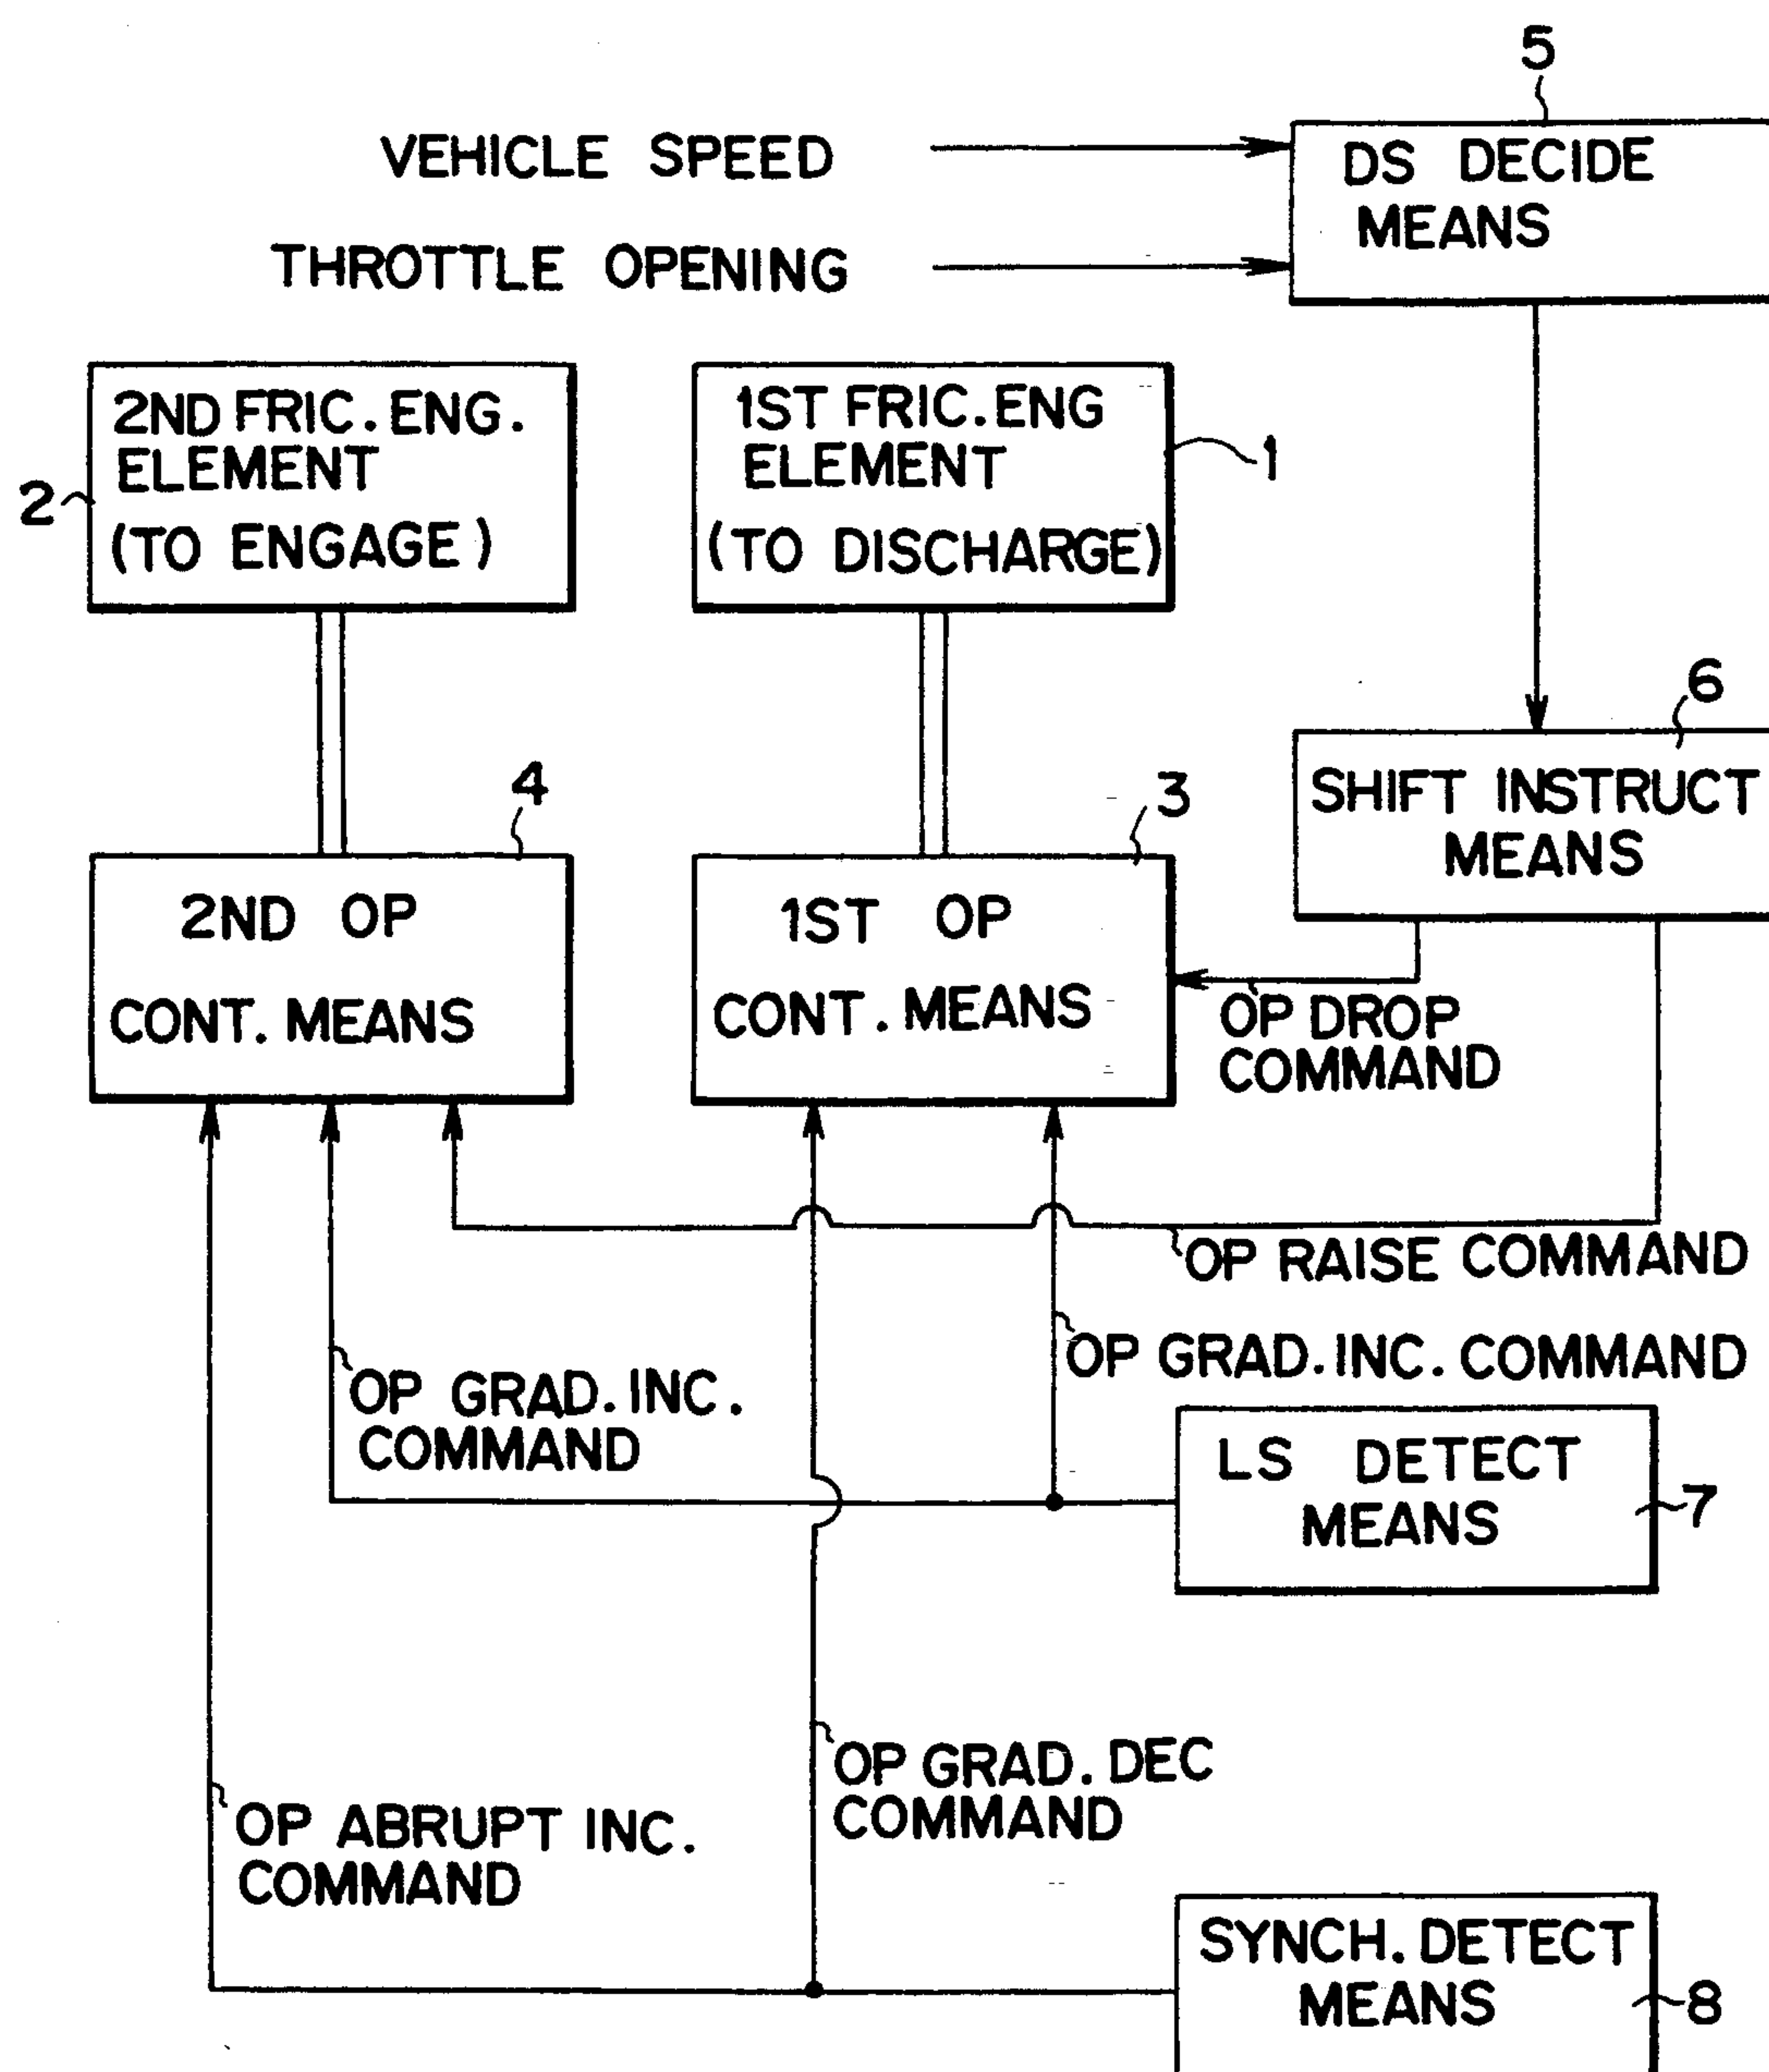 5
VEHICLE SPEED
DS DECIDE
MEANS
THROTTLE OPENING
2ND FRIC. ENG.
ELEMENT
(TO ENGAGE)
2
1ST FRIC. ENG
ELEMENT
(TO DISCHARGE)
1
6
SHIFT INSTRUCT
MEANS
4
2ND OP
CONT. MEANS
3
1ST OP
CONT. MEANS
OP DROP
COMMAND
OP RAISE COMMAND
OP GRAD. INC. COMMAND
OP GRAD. INC.
COMMAND
LS DETECT
MEANS
7
OP GRAD. DEC
COMMAND
OP ABRUPT INC.
COMMAND
SYNCH. DETECT
MEANS
8